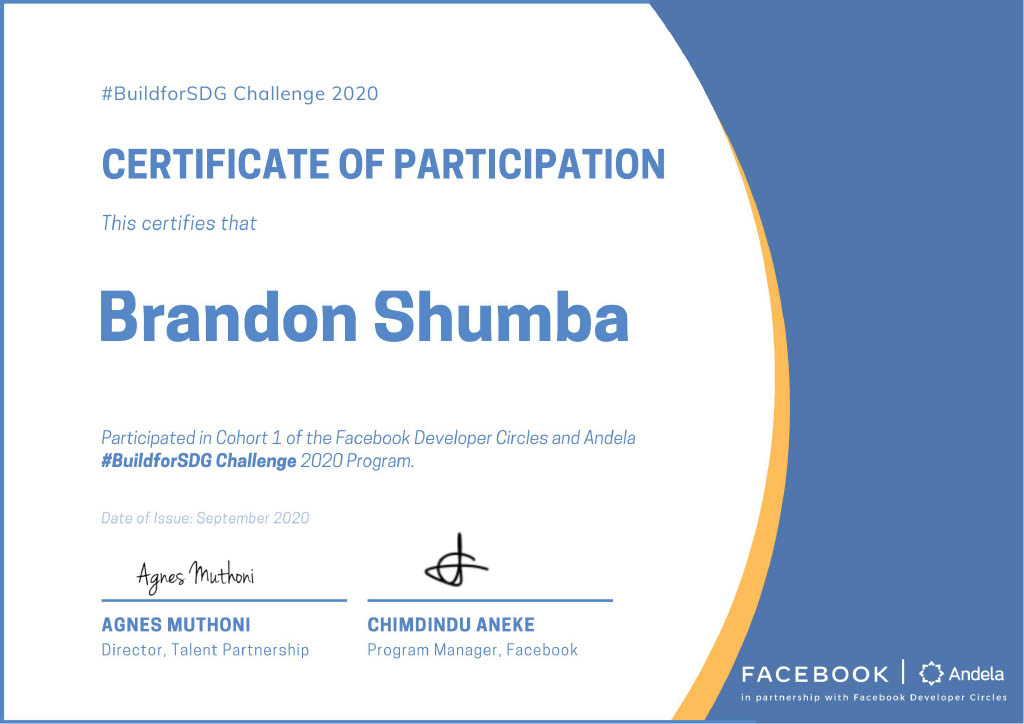 #BuildforSDG Challenge 2020
CERTIFICATE OF PARTICIPATION
This certifies that
Brandon Shumba
Participated in Cohort 1 of the Facebook Developer Circles and Andela
#BuildforSDG Challenge 2020 Program.
Date of Issue: September 2020
Agnes Muthoni
AGNES MUTHONI
Director, Talent Partnership
CHIMDINDU ANEKE
Program Manager, Facebook
FACEBOOK | Andela
in partnership with Facebook Developer Circles